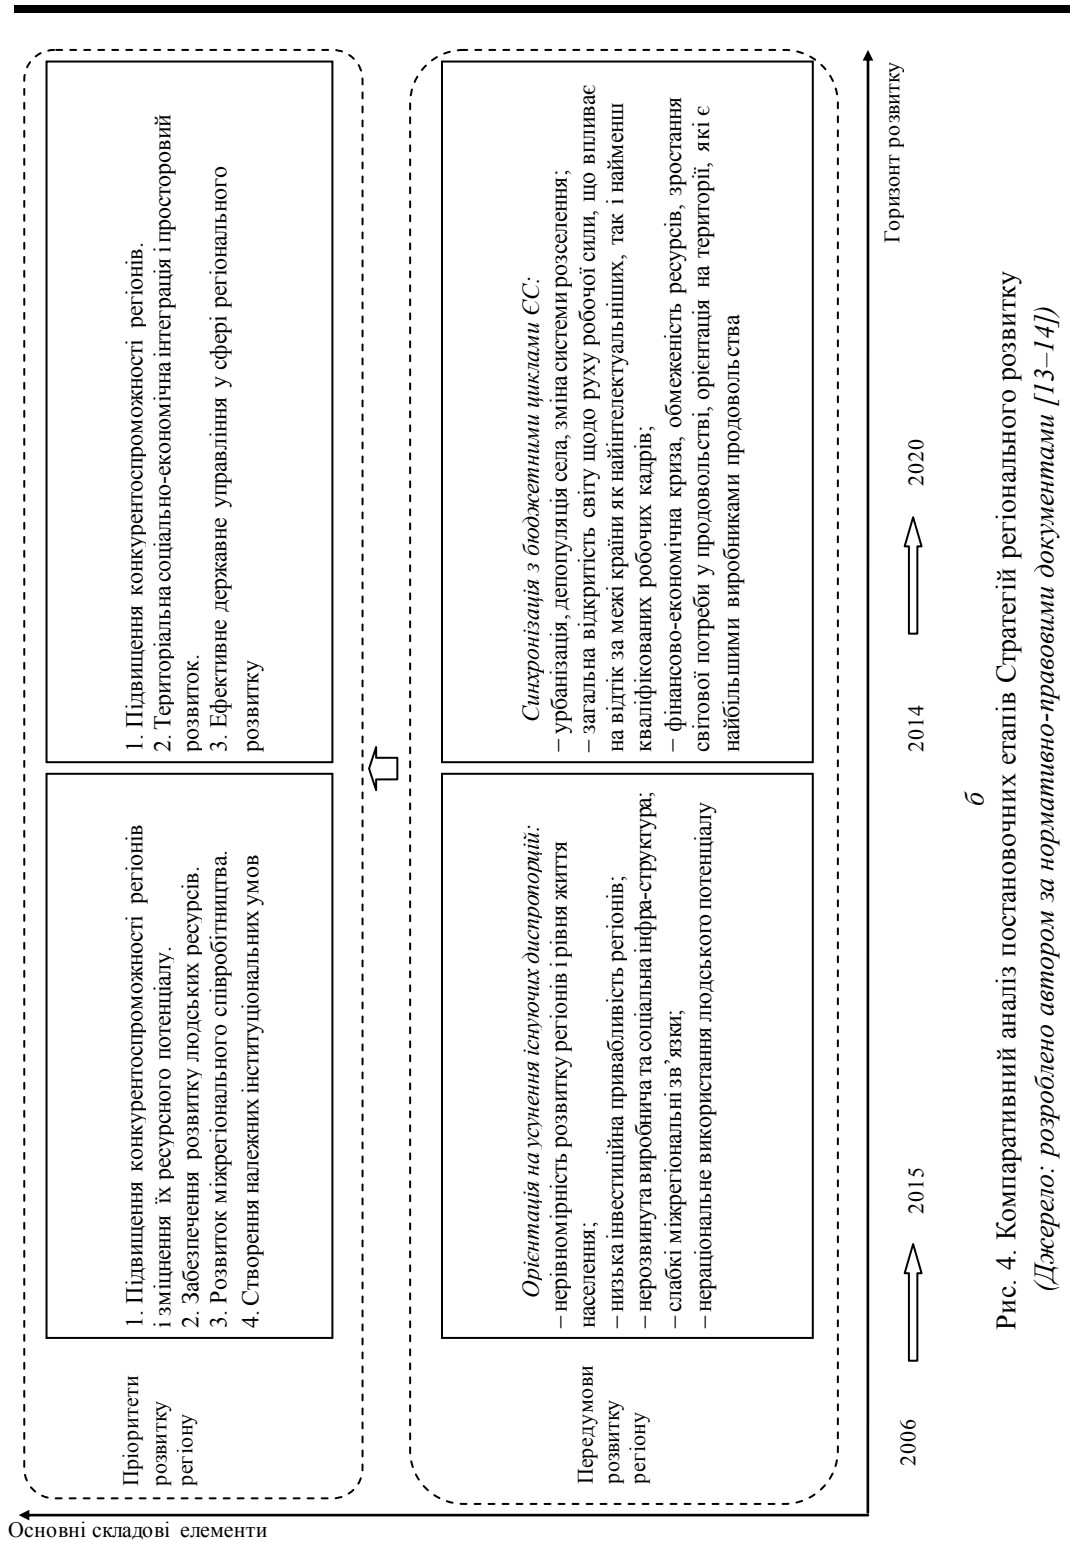 Основні складові елементи
Пріоритети
розвитку
регіону
1. Підвищення конкурентоспроможності регіонів
і зміцнення їх ресурсного потенціалу.
2. Забезпечення розвитку людських ресурсів.
3. Розвиток міжрегіонального співробітництва.
4. Створення належних інституціональних умов
1. Підвищення конкурентоспроможності регіонів.
2. Територіальна соціально-економічна інтеграція і просторовий
розвиток.
3. Ефективне державне управління у сфері регіонального
розвитку
Передумови
розвитку
регіону
Орієнтація на усунення існуючих диспропорцій:
– нерівномірність розвитку регіонів і рівня життя
населення;
– низька інвестиційна привабливість регіонів;
– нерозвинута виробнича та соціальна інфра-структура;
– слабкі міжрегіональні зв’язки;
– нераціональне використання людського потенціалу
Синхронізація з бюджетними циклами ЄС:
– урбанізація, депопуляція села, зміна системи розселення;
– загальна відкритість світу щодо руху робочої сили, що впливає
на відтік за межі країни як найінтелектуальніших, так і найменш
кваліфікованих робочих кадрів;
– фінансово-економічна криза, обмеженість ресурсів, зростання
світової потреби у продовольстві, орієнтація на території, які є
найбільшими виробниками продовольства
Горизонт розвитку
2006 2015 2014 2020
б
Рис. 4. Компаративний аналіз постановочних етапів Стратегій регіонального розвитку
(Джерело: розроблено автором за нормативно-правовими документами [13–14])